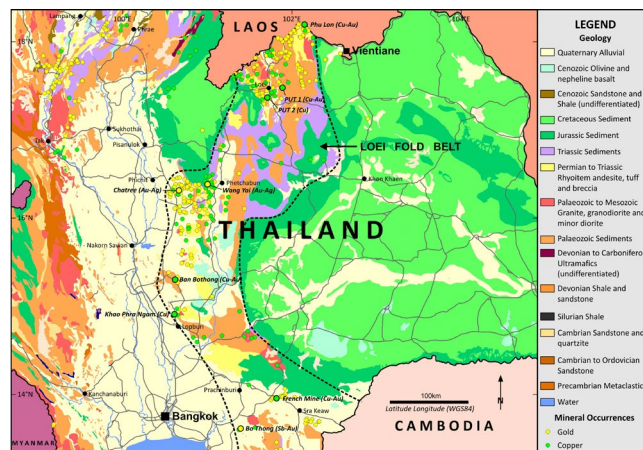 100°E
102°E
104°E
Lampang
Phrae
18°N
LAOS
Phu Lon (Cu-Au)
Vientiane
Loei
PUT 1 (Cu-Au)
PUT 2 (Cu)
Tak
Sukhothai
Pisanulok
LOEI FOLD BELT
Khon Khaen
Phichit
Phetchabun
Chatree (Au-Ag)
Wang Yai (Au-Ag)
16°N
THAILAND
Nakorn Sawan
Ban Bothong (Cu-Au)
Khao Phra Ngam (Cu)
Lopburi
14°N
Kanchanaburi
Prachinburi
French Mine (Cu-Au)
Sra Keaw
Bangkok
Bo Thong (Sb-Au)
MYANMAR
CAMBODIA
100km
Latitude Longitude (WGS84)
N
LEGEND
Geology
Quaternary Alluvial
Cenozoic Olivine and
nepheline basalt
Cenozoic Sandstone and
Shale (undifferentiated)
Cretaceous Sediment
Jurassic Sediment
Triassic Sediments
Permian to Triassic
Rhyoitem andesite, tuff
and breccia
Palaeozoic to Mesozoic
Granite, granodiorite and
minor diorite
Palaeozoic Sediments
Devonian to Carbonifero
Ultramafics
(undifferentiated)
Devonian Shale and
sandstone
Silurian Shale
Cambrian Sandstone and
quartzite
Cambrian to Ordovician
Sandstone
Precambrian Metaclastic
Water
Mineral Occurrences
Gold
Copper